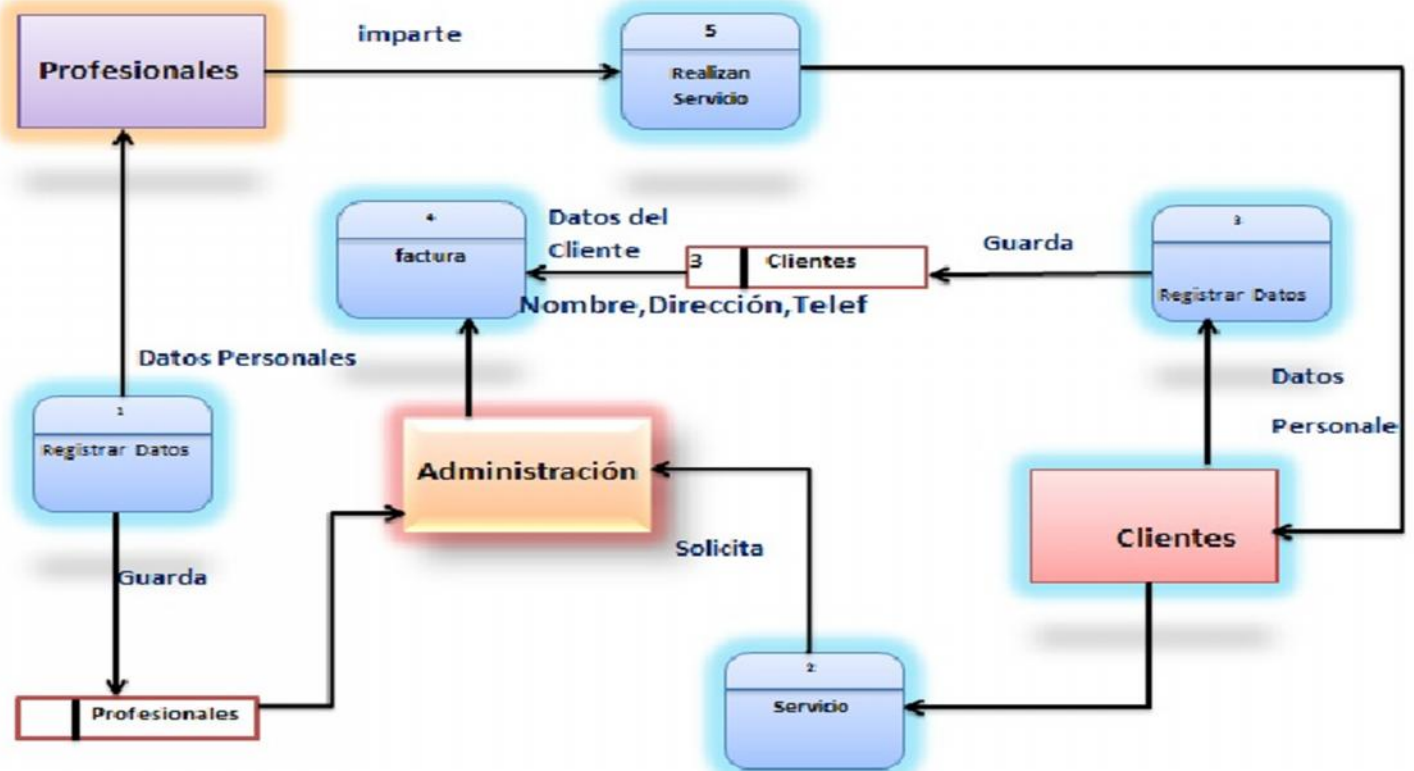 imparte
5
Profesionales
Realizan
Servicio
4
factura
Datos del
Cliente
3 Clientes
Guarda
3
Registrar Datos
Nombre,Dirección,Telef
Datos Personales
Datos
Personale
1
Registrar Datos
Administración
Clientes
Solicita
Guarda
2
Servicio
Profesionales